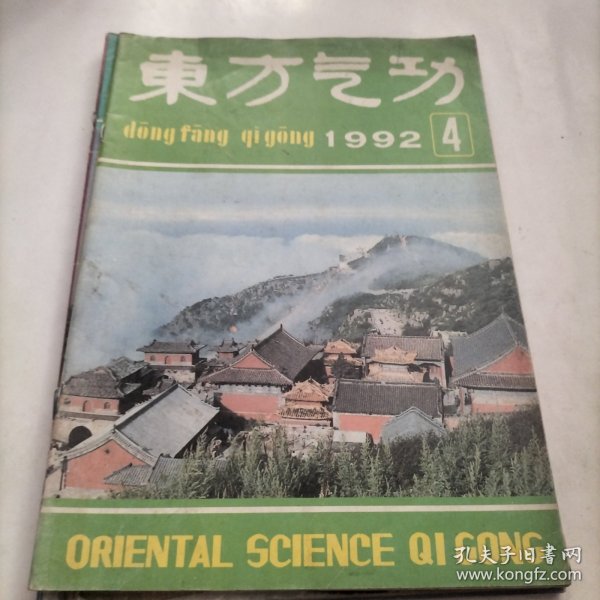 東方气功
dōng fāng qì gōng 1992 4
ORIENTAL SCIENCE QI GONG
孔夫子旧书网
www.kongfz.com